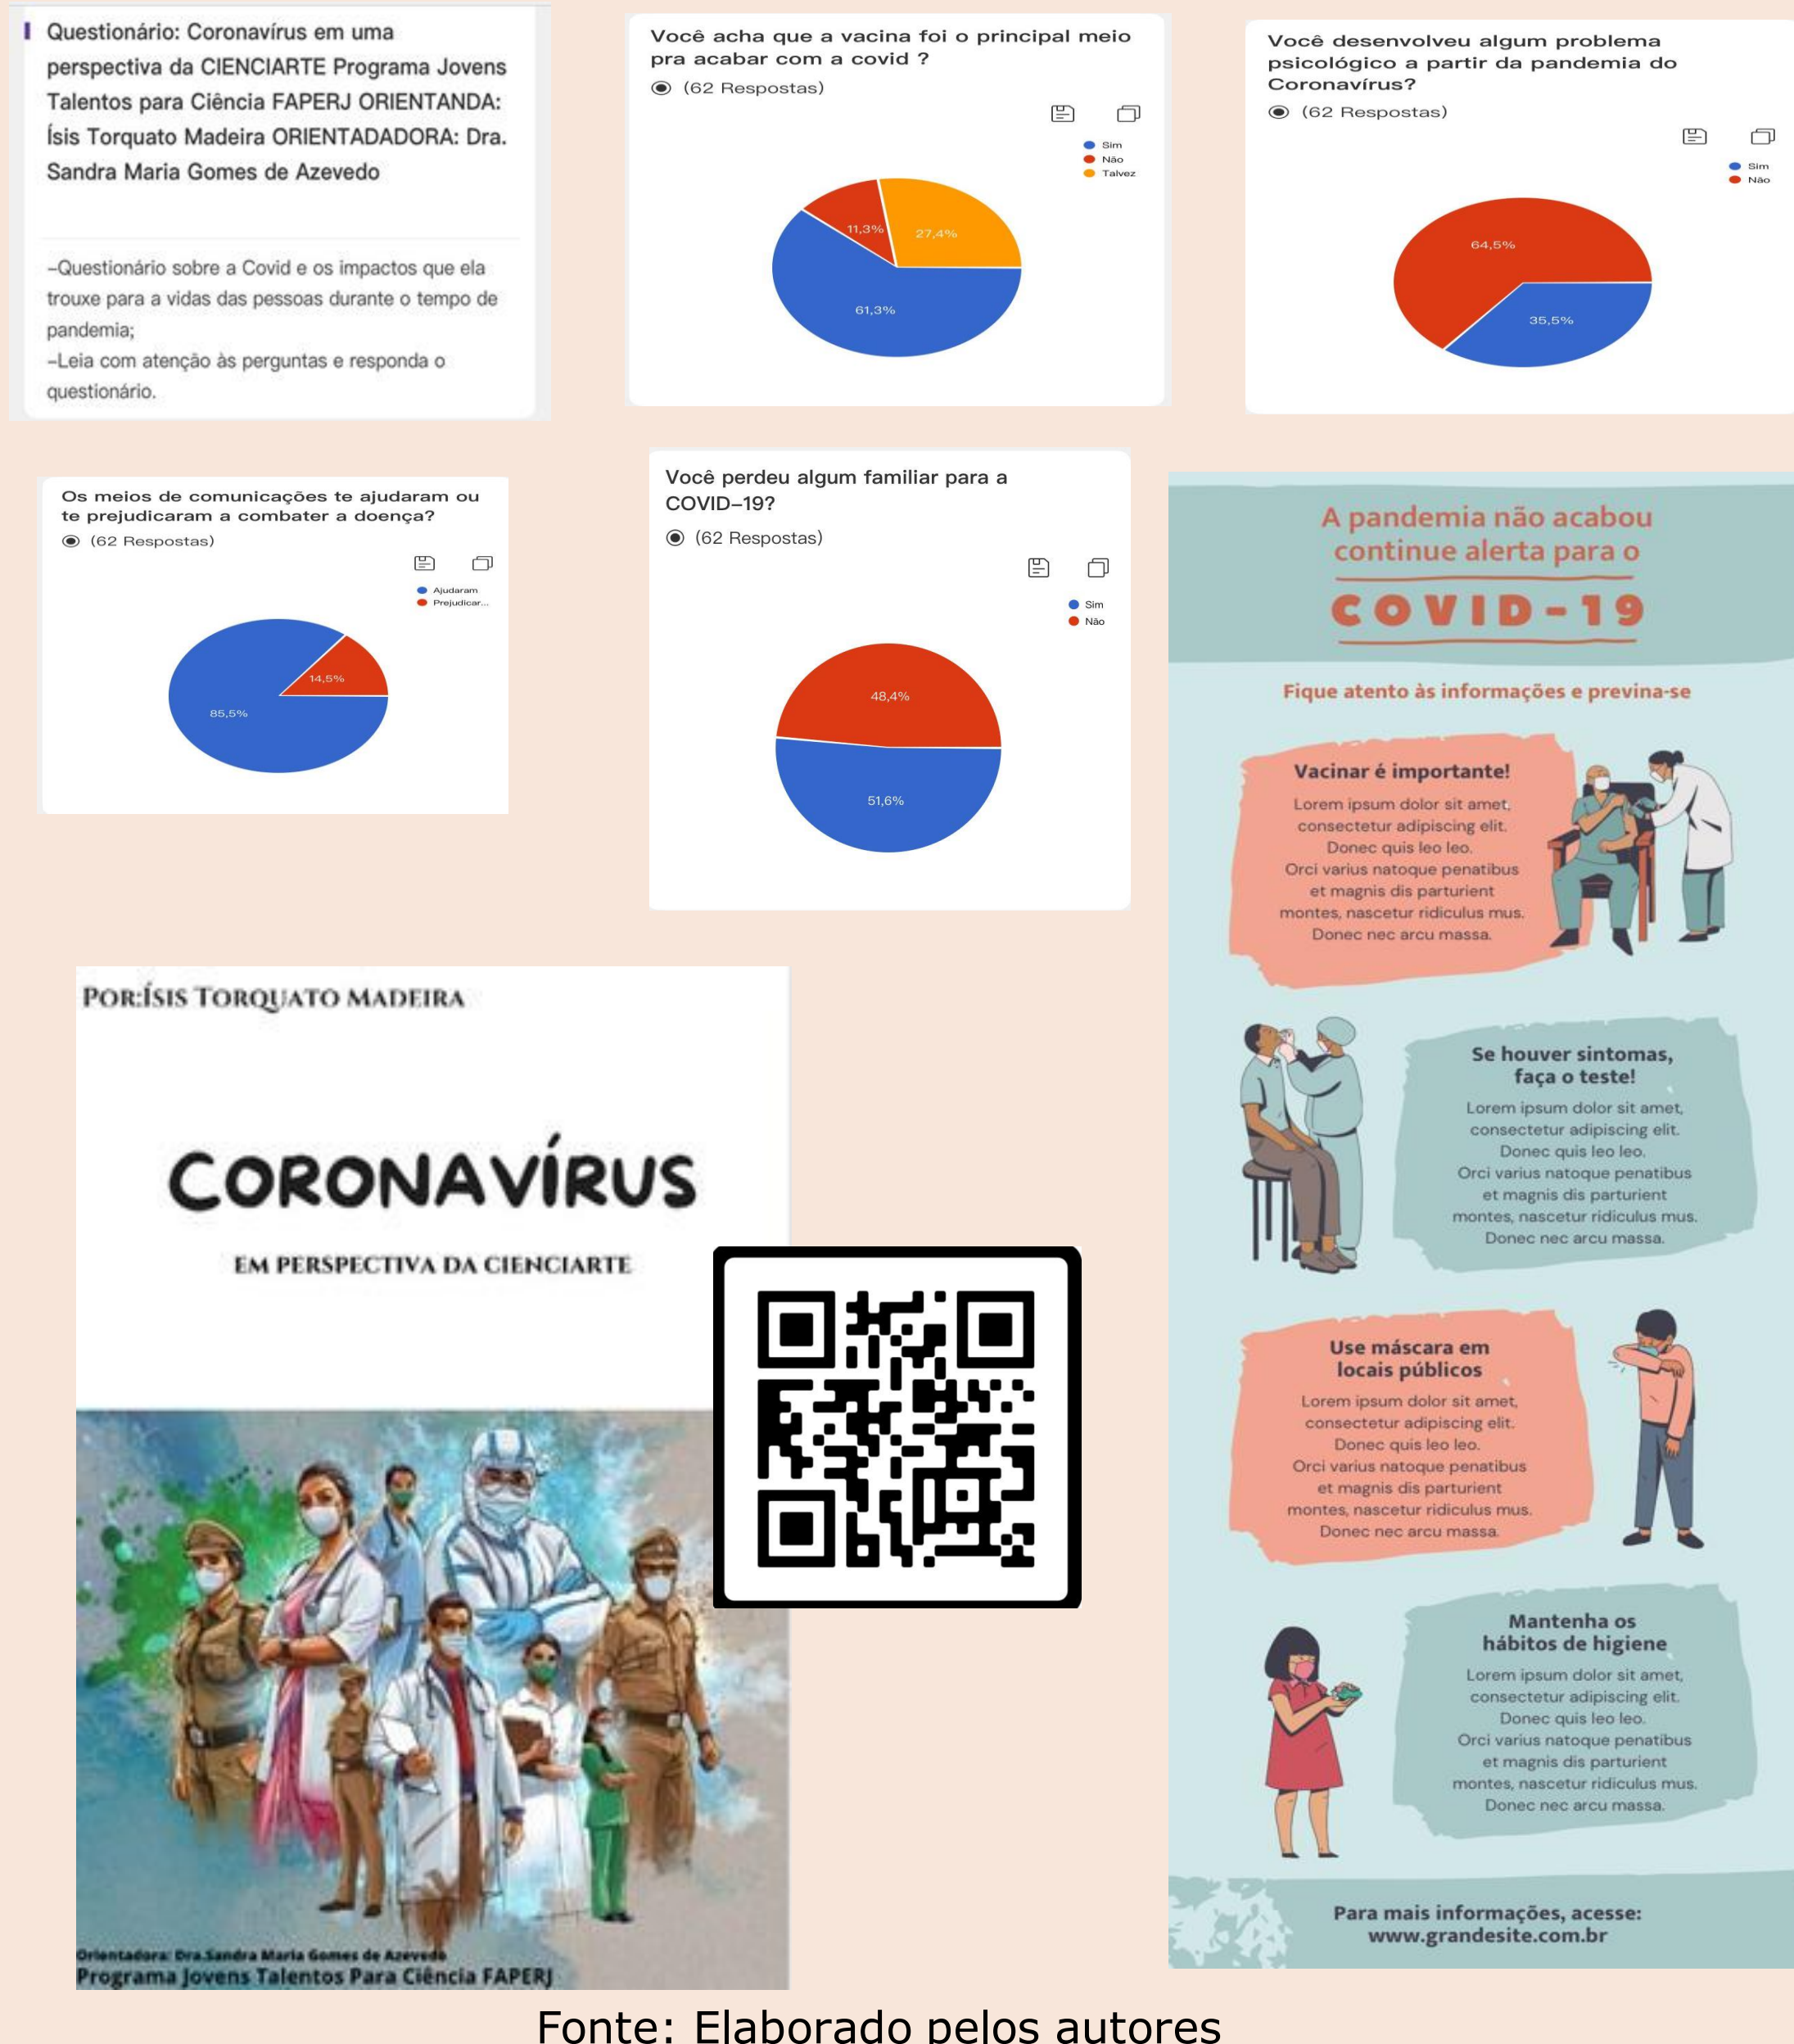 Questionário: Coronavírus em uma
perspectiva da CIENCIARTE Programa Jovens
Talentos para Ciência FAPERJ ORIENTANDA:
Ísis Torquato Madeira ORIENTADADORA: Dra.
Sandra Maria Gomes de Azevedo
–Questionário sobre a Covid e os impactos que ela
trouxe para a vidas das pessoas durante o tempo de
pandemia;
–Leia com atenção às perguntas e responda o
questionário.
Você acha que a vacina foi o principal meio
pra acabar com a covid ?
(62 Respostas)
Sim
Não
Talvez
11,3%
27,4%
61,3%
Você desenvolveu algum problema
psicológico a partir da pandemia do
Coronavírus?
(62 Respostas)
Sim
Não
64,5%
35,5%
Os meios de comunicações te ajudaram ou
te prejudicaram a combater a doença?
(62 Respostas)
Ajudaram
Prejudicar...
14,5%
85,5%
Você perdeu algum familiar para a
COVID–19?
(62 Respostas)
Sim
Não
48,4%
51,6%
A pandemia não acabou
continue alerta para o
COVID-19
Fique atento às informações e previna-se
Vacinar é importante!
Lorem ipsum dolor sit amet,
consectetur adipiscing elit.
Donec quis leo leo.
Orci varius natoque penatibus
et magnis dis parturient
montes, nascetur ridiculus mus.
Donec nec arcu massa.
Se houver sintomas,
faça o teste!
Lorem ipsum dolor sit amet,
consectetur adipiscing elit.
Donec quis leo leo.
Orci varius natoque penatibus
et magnis dis parturient
montes, nascetur ridiculus mus.
Donec nec arcu massa.
Use máscara em
locais públicos
Lorem ipsum dolor sit amet,
consectetur adipiscing elit.
Donec quis leo leo.
Orci varius natoque penatibus
et magnis dis parturient
montes, nascetur ridiculus mus.
Donec nec arcu massa.
Mantenha os
hábitos de higiene
Lorem ipsum dolor sit amet,
consectetur adipiscing elit.
Donec quis leo leo.
Orci varius natoque penatibus
et magnis dis parturient
montes, nascetur ridiculus mus.
Donec nec arcu massa.
Para mais informações, acesse:
www.grandesite.com.br
POR:ÍSIS TORQUATO MADEIRA
CORONAVÍRUS
EM PERSPECTIVA DA CIENCIARTE
Orientadora: Dra.Sandra Maria Gomes de Azevedo
Programa Jovens Talentos Para Ciência FAPERJ
Fonte: Elaborado pelos autores